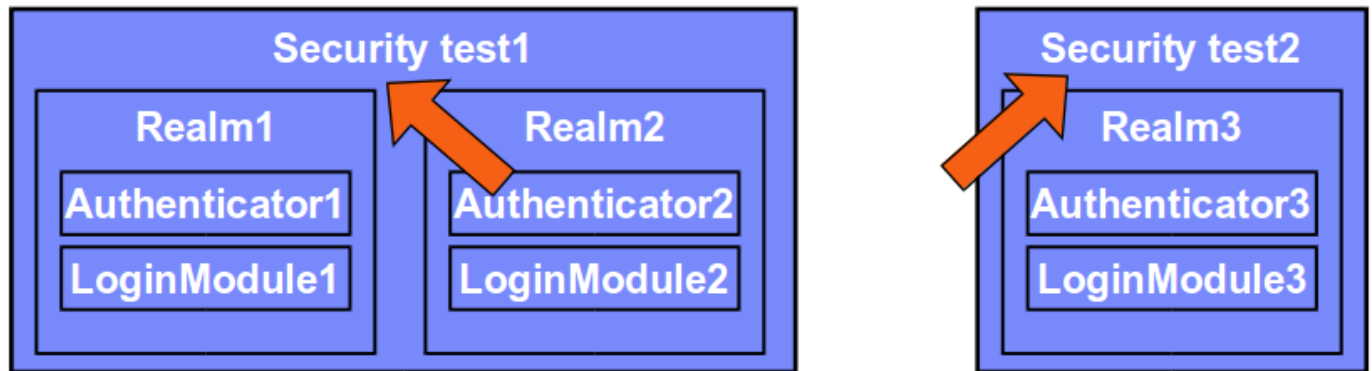 Security test1
Realm1
Authenticator1
LoginModule1
Realm2
Authenticator2
LoginModule2
Security test2
Realm3
Authenticator3
LoginModule3